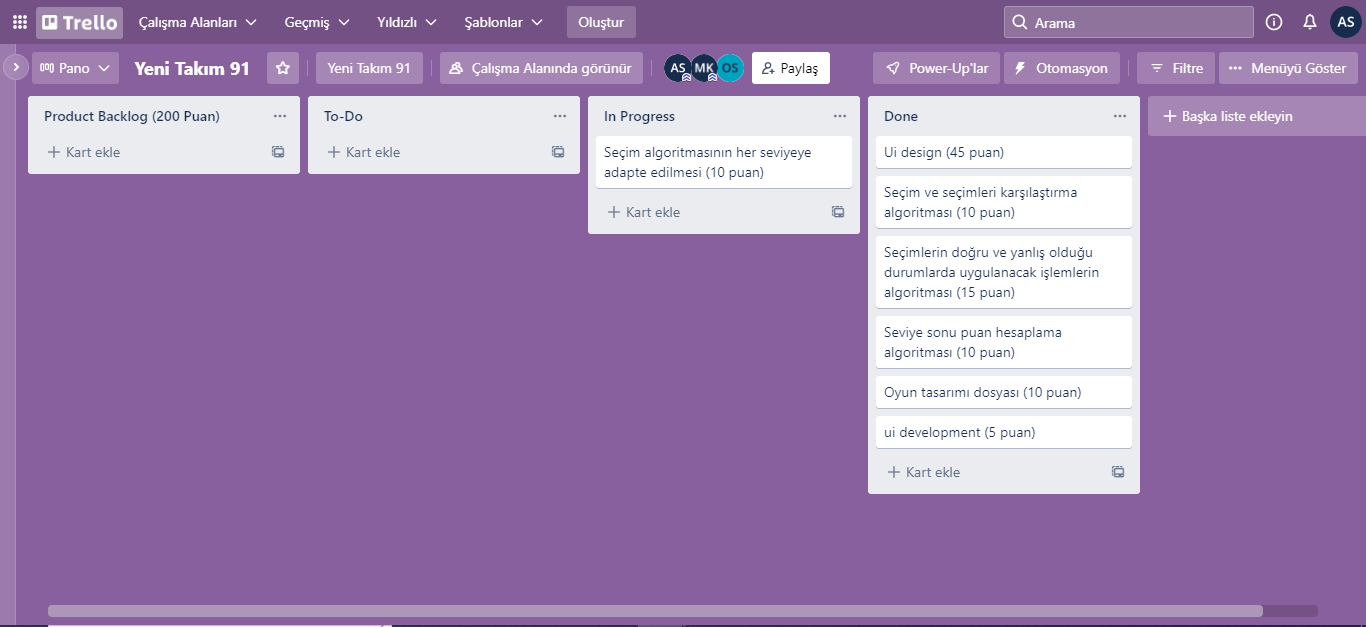 Trello Çalışma Alanları Geçmiş Yıldızlı Şablonlar Oluştur Arama AS
Pano Yeni Takım 91 Yeni Takım 91 Çalışma Alanında görünür AS MK OS Paylaş Power-Up'lar Otomasyon Filtre Menüyü Göster
Product Backlog (200 Puan)
Kart ekle
To-Do
Kart ekle
In Progress
Seçim algoritmasının her seviyeye
adapte edilmesi (10 puan)
Kart ekle
Done
Ui design (45 puan)
Seçim ve seçimleri karşılaştırma
algoritması (10 puan)
Seçimlerin doğru ve yanlış olduğu
durumlarda uygulanacak işlemlerin
algoritması (15 puan)
Seviye sonu puan hesaplama
algoritması (10 puan)
Oyun tasarımı dosyası (10 puan)
ui development (5 puan)
Kart ekle
Başka liste ekleyin